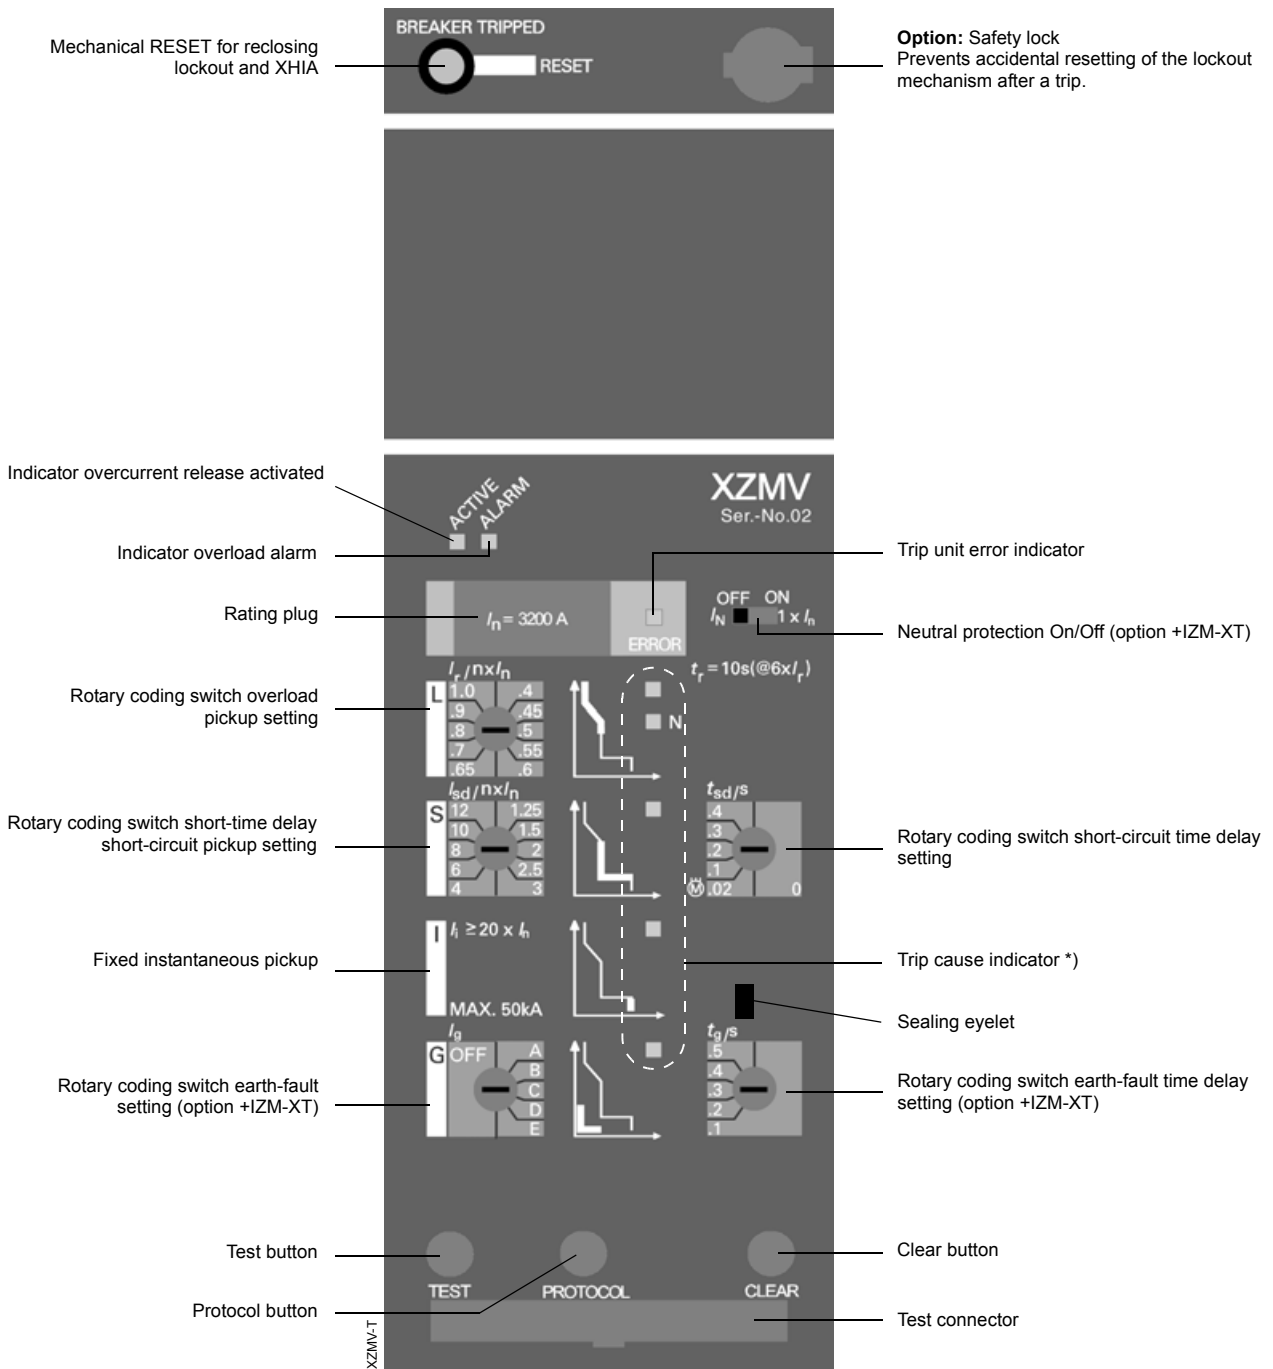 BREAKER TRIPPED
RESET
Mechanical RESET for reclosing
lockout and XHIA
Option: Safety lock
Prevents accidental resetting of the lockout
mechanism after a trip.
Indicator overcurrent release activated
ACTIVE
ALARM
XZMV
Ser.-No.02
Indicator overload alarm
Trip unit error indicator
Rating plug
In = 3200 A
ERROR
OFF ON
IN 1 x In
Neutral protection On/Off (option +IZM-XT)
Ir/nxIn
tr = 10s(@6xIr)
Rotary coding switch overload
pickup setting
L
1.0 .4
.9 .45
.8 .5
.7 .55
.65 .6
N
Isd/nxIn
tsd/s
Rotary coding switch short-time delay
short-circuit pickup setting
S
12 1.25
10 1.5
8 2
6 2.5
4 3
.4
.3
.2
.1
M .02 0
Rotary coding switch short-circuit time delay
setting
I
Ii ≥ 20 x In
MAX. 50kA
Fixed instantaneous pickup
Trip cause indicator *)
Sealing eyelet
Ig
tg/s
Rotary coding switch earth-fault
setting (option +IZM-XT)
G
OFF A
B
C
D
E
.5
.4
.3
.2
.1
Rotary coding switch earth-fault time delay
setting (option +IZM-XT)
Test button
Clear button
TEST
PROTOCOL
CLEAR
Protocol button
Test connector
XZMV-T